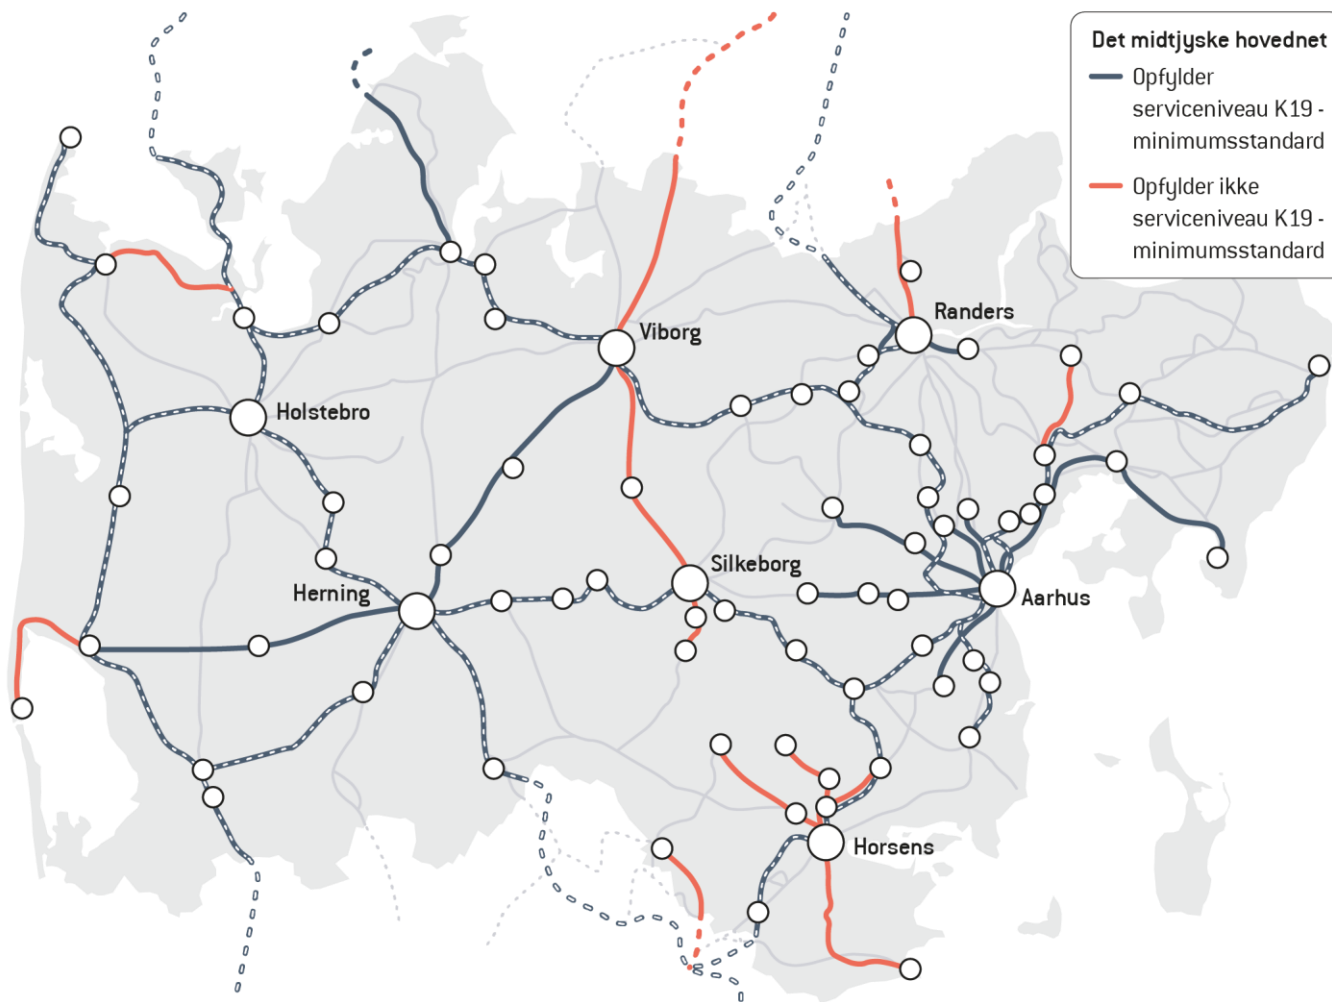 Det midtjyske hovednet
Opfylder
serviceniveau K19 -
minimumsstandard
Opfylder ikke
serviceniveau K19 -
minimumsstandard
Randers
Viborg
Holstebro
Silkeborg
Herning
Aarhus
Horsens